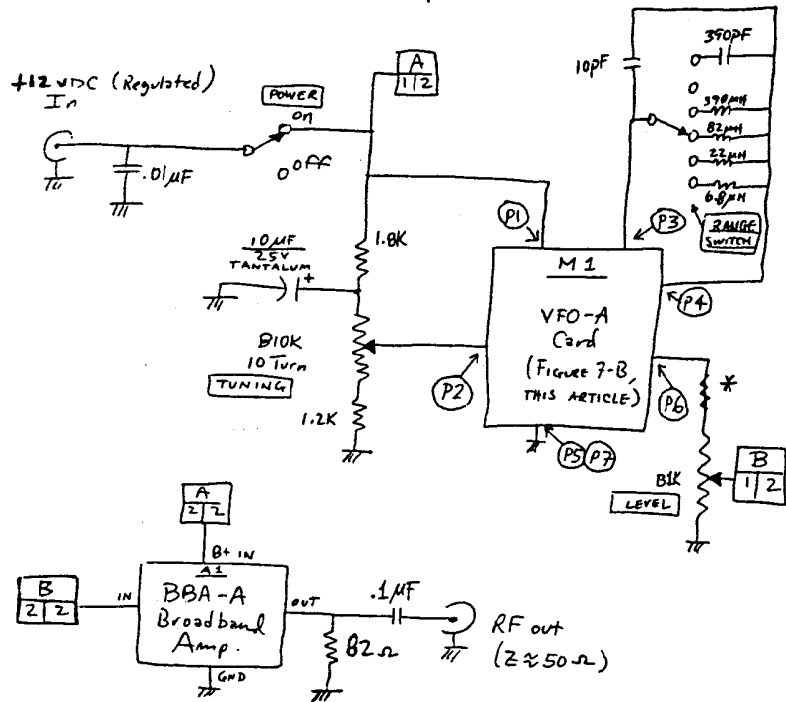 +12 VDC (Regulated)
In
.01µF
POWER
on
off
A
1 2
10pF
390pF
390µH
82µH
22µH
6.8µH
RANGE
SWITCH
1.8K
10µF
25V
TANTALUM
+
B10K
10 Turn
TUNING
1.2K
P1
P2
P3
P4
P5
P7
P6
M1
VFO-A
Card
(FIGURE 7-B,
THIS ARTICLE)
*
B1K
LEVEL
B
1 2
A
2 2
B+ IN
B
2 2
IN
A1
BBA-A
Broadband
Amp.
OUT
GND
82Ω
.1µF
RF out
(Z≈50Ω)